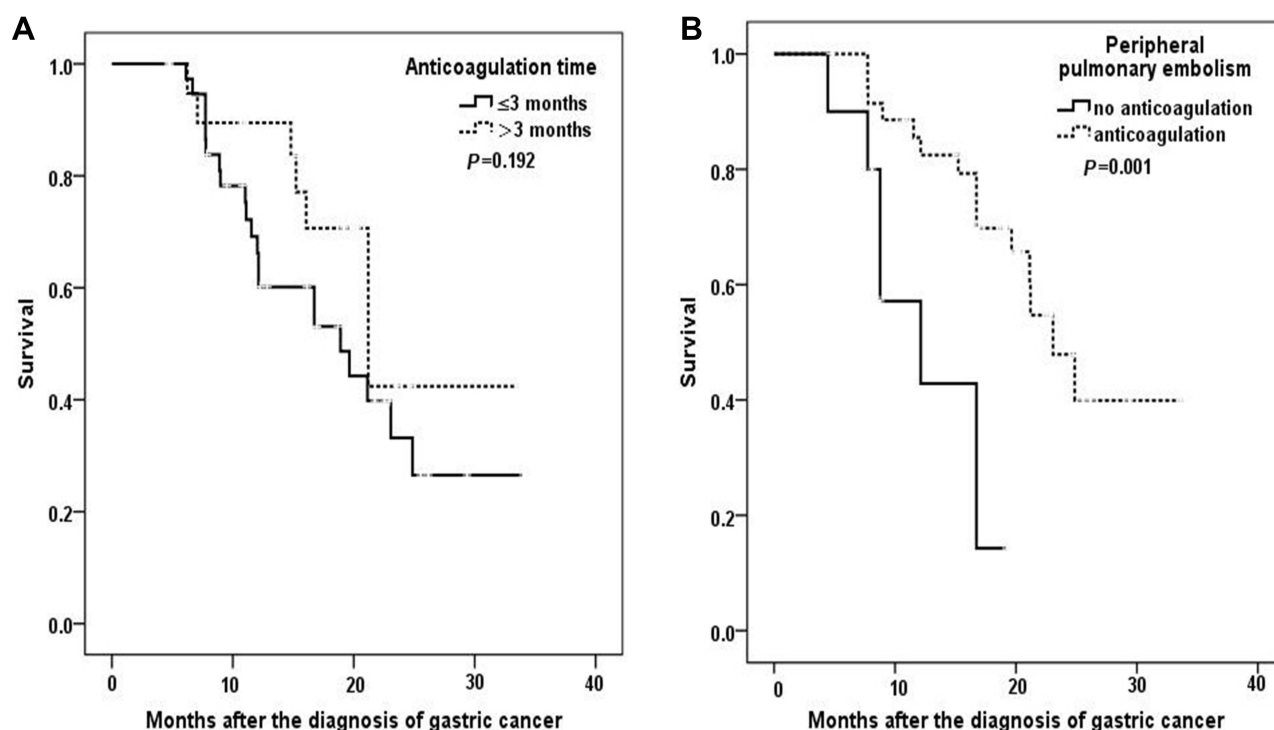 A
Anticoagulation time
≤3 months
>3 months
P=0.192
1.0
0.8
0.6
0.4
0.2
0.0
Survival
0 10 20 30 40
Months after the diagnosis of gastric cancer
B
Peripheral
pulmonary embolism
no anticoagulation
anticoagulation
P=0.001
1.0
0.8
0.6
0.4
0.2
0.0
Survival
0 10 20 30 40
Months after the diagnosis of gastric cancer